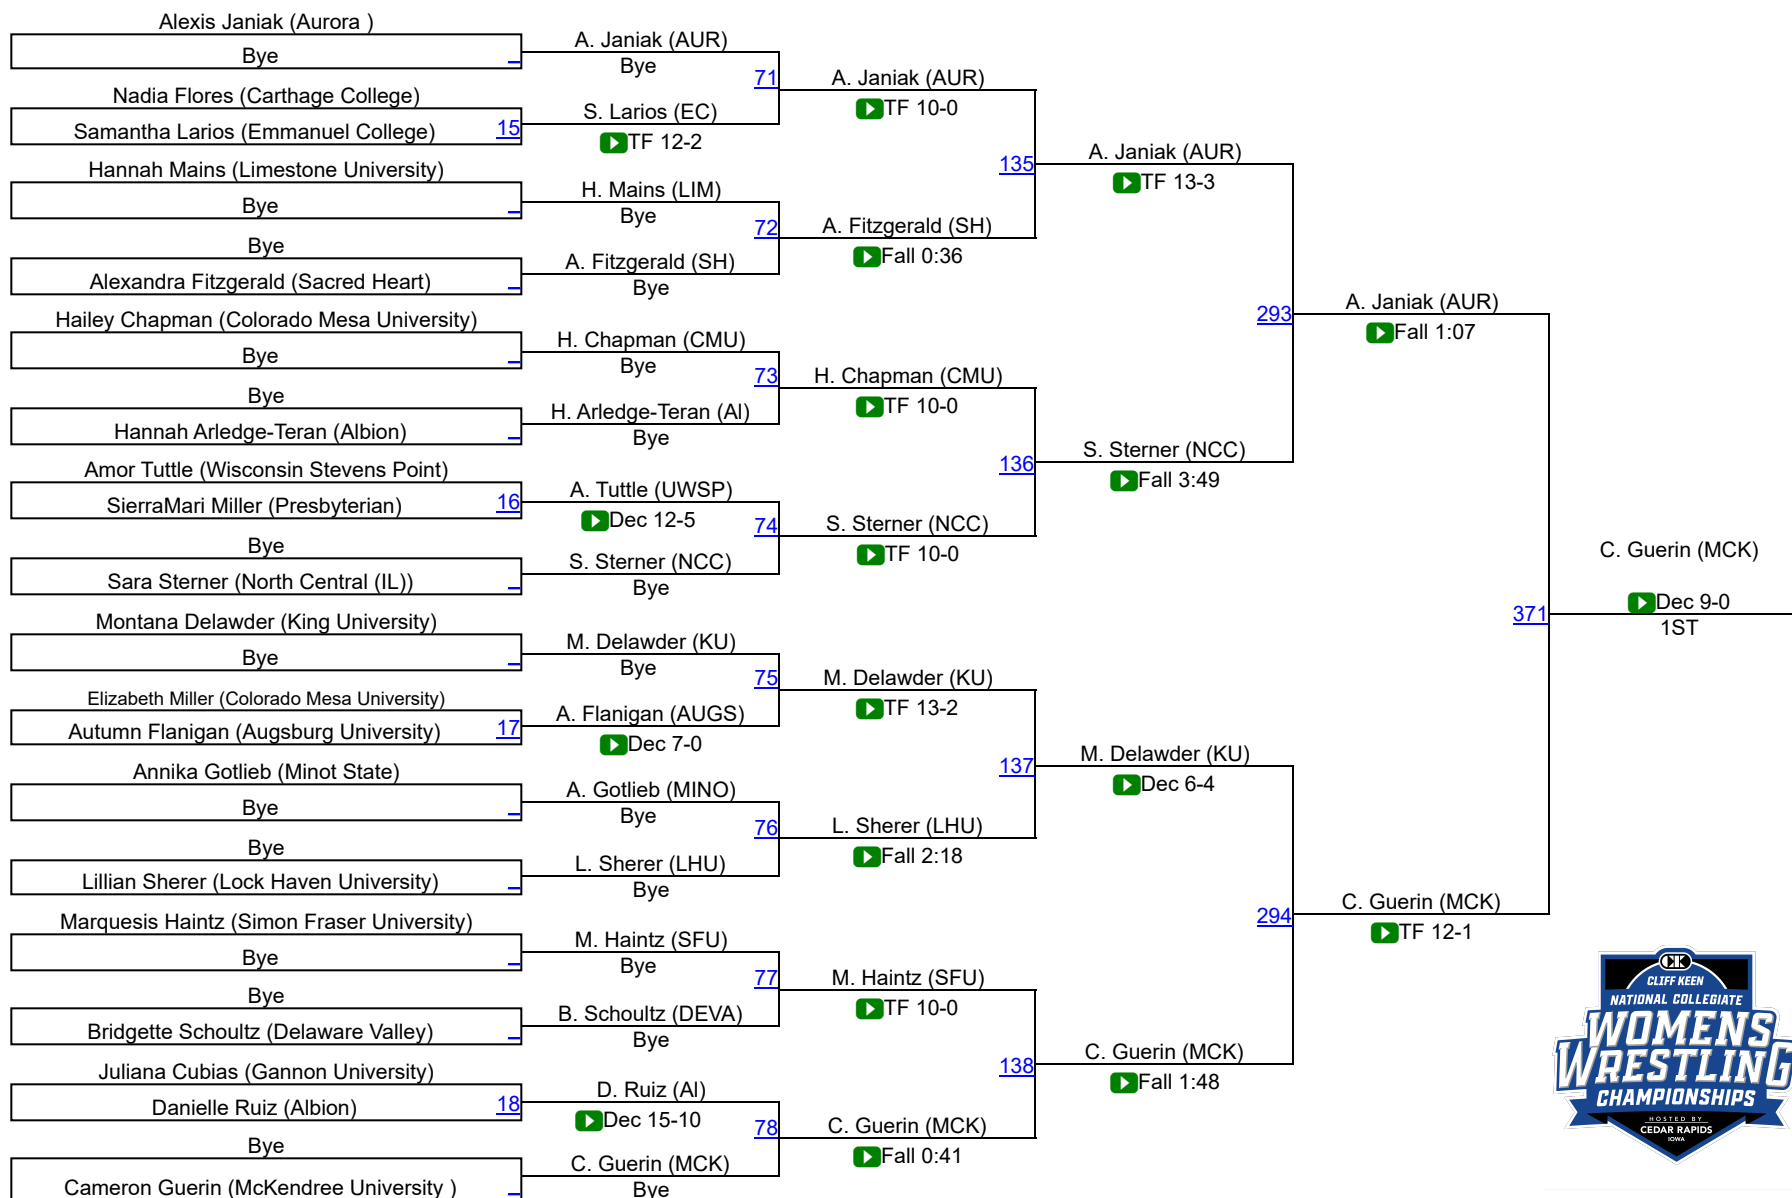 Alexis Janiak (Aurora )
Bye
Nadia Flores (Carthage College)
Samantha Larios (Emmanuel College) 15
Hannah Mains (Limestone University)
Bye
Bye
Alexandra Fitzgerald (Sacred Heart)
Hailey Chapman (Colorado Mesa University)
Bye
Bye
Hannah Arledge-Teran (Albion)
Amor Tuttle (Wisconsin Stevens Point)
SierraMari Miller (Presbyterian) 16
Bye
Sara Sterner (North Central (IL))
Montana Delawder (King University)
Bye
Elizabeth Miller (Colorado Mesa University)
Autumn Flanigan (Augsburg University) 17
Annika Gotlieb (Minot State)
Bye
Bye
Lillian Sherer (Lock Haven University)
Marquesis Haintz (Simon Fraser University)
Bye
Bye
Bridgette Schoultz (Delaware Valley)
Juliana Cubias (Gannon University)
Danielle Ruiz (Albion) 18
Bye
Cameron Guerin (McKendree University )
A. Janiak (AUR)
Bye
71
S. Larios (EC)
TF 12-2
H. Mains (LIM)
Bye
72
A. Fitzgerald (SH)
Bye
H. Chapman (CMU)
Bye
73
H. Arledge-Teran (Al)
Bye
A. Tuttle (UWSP)
Dec 12-5
74
S. Sterner (NCC)
Bye
M. Delawder (KU)
Bye
75
A. Flanigan (AUGS)
Dec 7-0
A. Gotlieb (MINO)
Bye
76
L. Sherer (LHU)
Bye
M. Haintz (SFU)
Bye
77
B. Schoultz (DEVA)
Bye
D. Ruiz (Al)
Dec 15-10
78
C. Guerin (MCK)
Bye
A. Janiak (AUR)
TF 10-0
135
A. Fitzgerald (SH)
Fall 0:36
H. Chapman (CMU)
TF 10-0
136
S. Sterner (NCC)
TF 10-0
M. Delawder (KU)
TF 13-2
137
L. Sherer (LHU)
Fall 2:18
M. Haintz (SFU)
TF 10-0
138
C. Guerin (MCK)
Fall 0:41
A. Janiak (AUR)
TF 13-3
293
S. Sterner (NCC)
Fall 3:49
M. Delawder (KU)
Dec 6-4
294
C. Guerin (MCK)
Fall 1:48
A. Janiak (AUR)
Fall 1:07
371
C. Guerin (MCK)
TF 12-1
C. Guerin (MCK)
Dec 9-0
1ST
CK
CLIFF KEEN
NATIONAL COLLEGIATE
WOMENS
WRESTLING
CHAMPIONSHIPS
HOSTED BY
CEDAR RAPIDS
IOWA